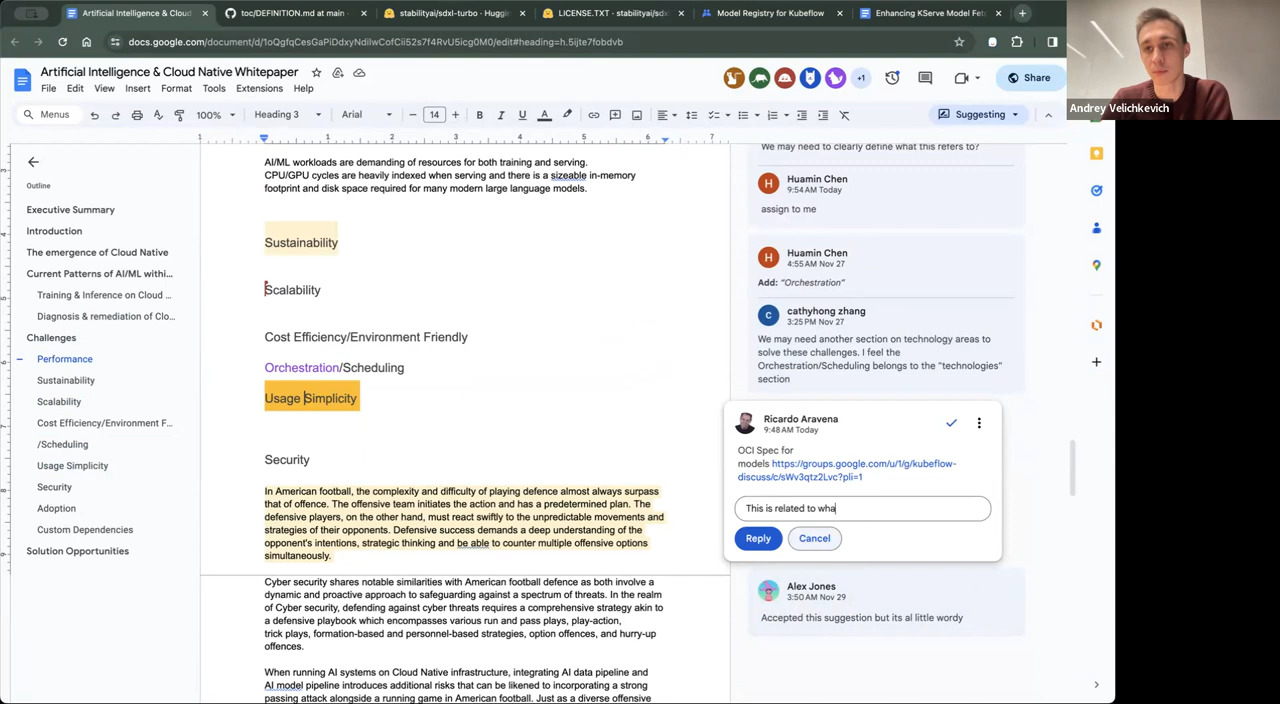 Artificial Intelligence & Cloud
toc/DEFINITION.md at main ·
stabilityai/sdxl-turbo · Huggi
LICENSE.TXT · stabilityai/sdx
Model Registry for Kubeflow
Enhancing KServe Model Fet
docs.google.com/document/d/1oQgfqCesGaPiDdxyNdilwCofCii52s7f4RvU5icg0M0/edit#heading=h.5ijte7fobdvb
Andrey Velichkevich
Artificial Intelligence & Cloud Native Whitepaper
File Edit View Insert Format Tools Extensions Help
+1
Share
Menus
100%
Heading 3
Arial
14
B I U A
Suggesting
1 1 2 3 4 5 6 7
Outline
Executive Summary
Introduction
The emergence of Cloud Native
Current Patterns of AI/ML withi...
Training & Inference on Cloud ...
Diagnosis & remediation of Clo...
Challenges
Performance
Sustainability
Scalability
Cost Efficiency/Environment F...
/Scheduling
Usage Simplicity
Security
Adoption
Custom Dependencies
Solution Opportunities
3
4
5
6
7
8
9
AI/ML workloads are demanding of resources for both training and serving.
CPU/GPU cycles are heavily indexed when serving and there is a sizeable in-memory
footprint and disk space required for many modern large language models.
Sustainability
Scalability
Cost Efficiency/Environment Friendly
Orchestration/Scheduling
Usage Simplicity
Security
In American football, the complexity and difficulty of playing defence almost always surpass
that of offence. The offensive team initiates the action and has a predetermined plan. The
defensive players, on the other hand, must react swiftly to the unpredictable movements and
strategies of their opponents. Defensive success demands a deep understanding of the
opponent's intentions, strategic thinking and be able to counter multiple offensive options
simultaneously.
Cyber security shares notable similarities with American football defence as both involve a
dynamic and proactive approach to safeguarding against a spectrum of threats. In the realm
of Cyber security, defending against cyber threats requires a comprehensive strategy akin to
a defensive playbook which encompasses various run and pass plays, play-action,
trick plays, formation-based and personnel-based strategies, option offences, and hurry-up
offences.
When running AI systems on Cloud Native infrastructure, integrating AI data pipeline and
AI model pipeline introduces additional risks that can be likened to incorporating a strong
passing attack alongside a running game in American football. Just as a diverse offensive
We may need to clearly define what this refers to?
H
Huamin Chen
9:54 AM Today
assign to me
H
Huamin Chen
4:55 AM Nov 27
Add: "Orchestration"
C
cathyhong zhang
3:25 PM Nov 27
We may need another section on technology areas to
solve these challenges. I feel the
Orchestration/Scheduling belongs to the "technologies"
section
Ricardo Aravena
9:48 AM Today
OCI Spec for
models https://groups.google.com/u/1/g/kubeflow-
discuss/c/sWv3qtz2Lvc?pli=1
This is related to wha
Reply
Cancel
Alex Jones
3:50 AM Nov 29
Accepted this suggestion but its al little wordy